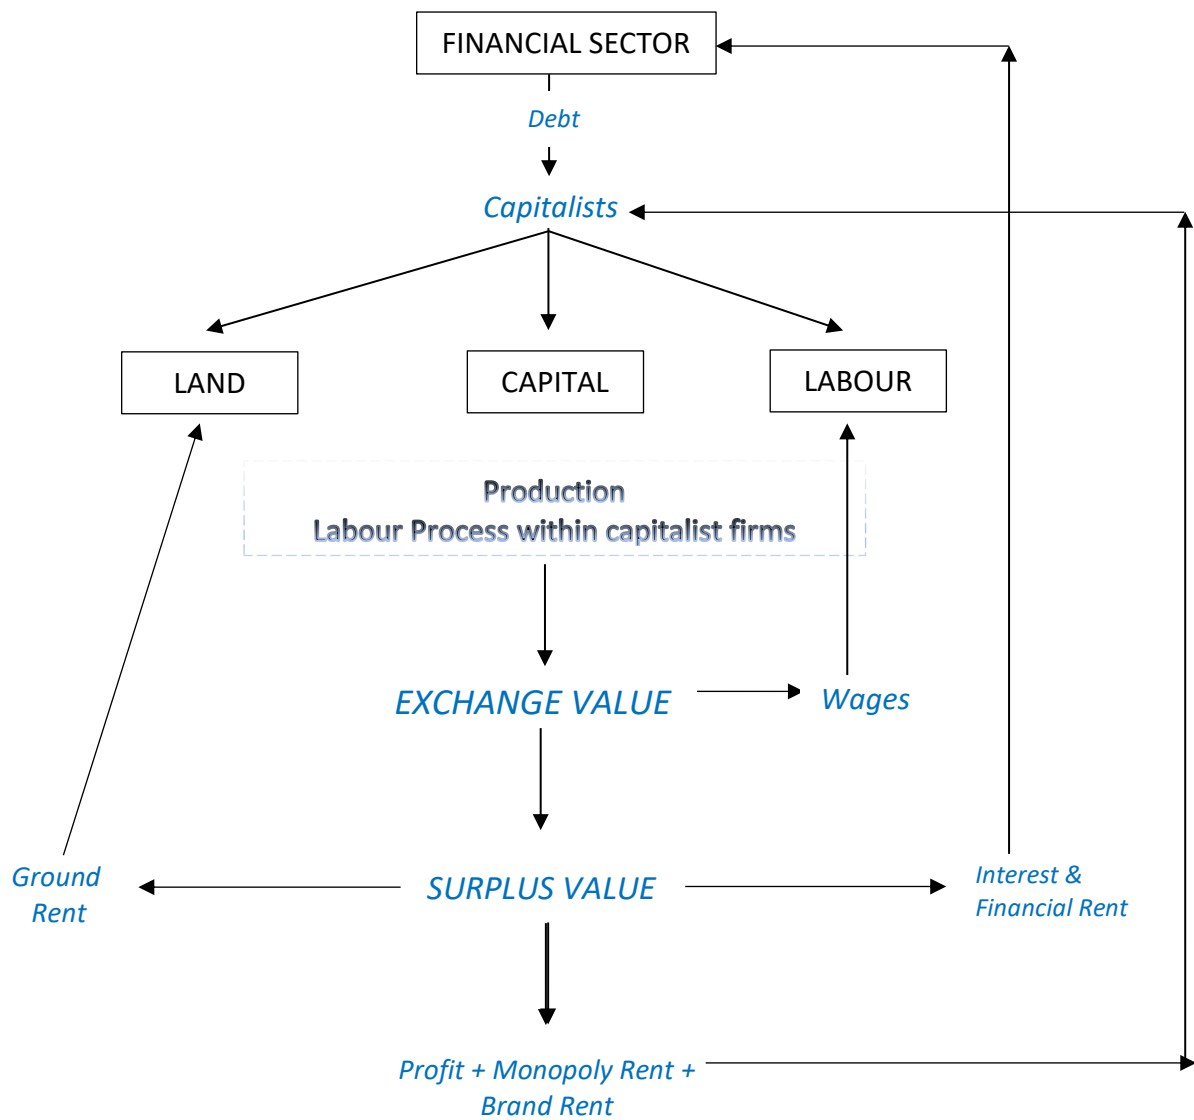 FINANCIAL SECTOR
Debt
Capitalists
LAND
CAPITAL
LABOUR
Production
Labour Process within capitalist firms
EXCHANGE VALUE
Wages
Ground
Rent
SURPLUS VALUE
Interest &
Financial Rent
Profit + Monopoly Rent +
Brand Rent